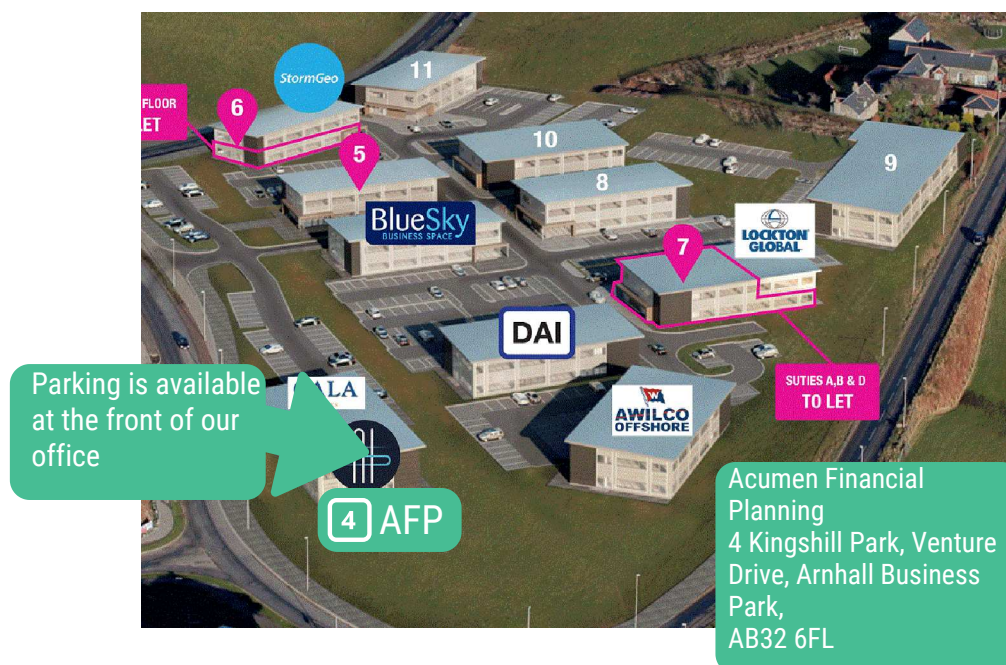 StormGeo
11
FLOOR
LET
6
5
10
8
9
BlueSky
BUSINESS SPACE
LOCKTON
GLOBAL
7
DAI
SUTIES A,B & D
TO LET
AWILCO
OFFSHORE
W
Parking is available
at the front of our
office
4 AFP
Acumen Financial
Planning
4 Kingshill Park, Venture
Drive, Arnhall Business
Park,
AB32 6FL